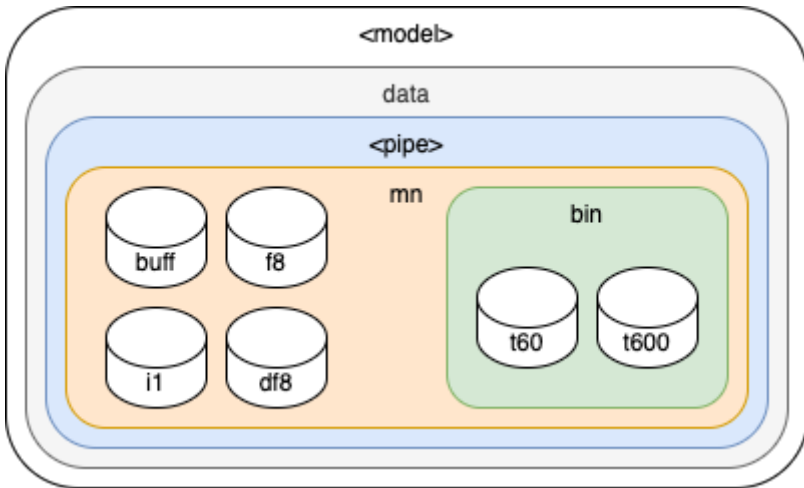 <model>
data
<pipe>
mn
bin
buff
f8
t60
t600
i1
df8